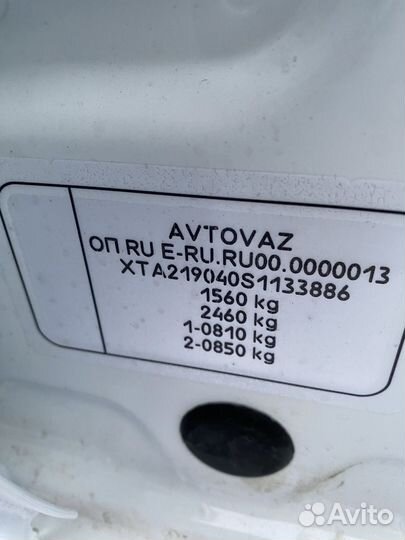 AVTOVAZ
ОП RU E-RU.RU00.0000013
XTA219040S1133886
1560 kg
2460 kg
1-0810 kg
2-0850 kg
Avito